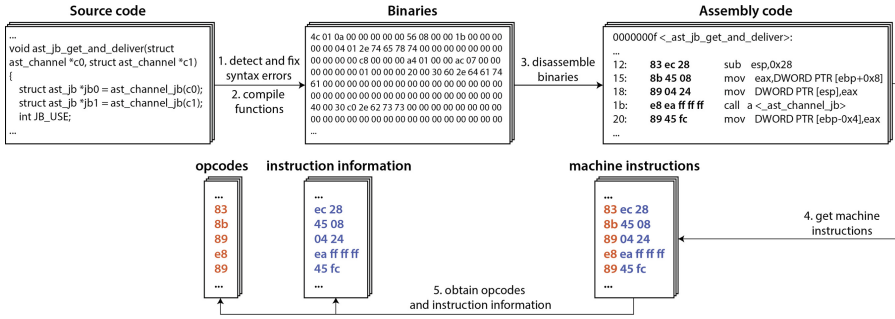 Source code
...
void ast_jb_get_and_deliver(struct
ast_channel *c0, struct ast_channel *c1)
{
struct ast_jb *jb0 = ast_channel_jb(c0);
struct ast_jb *jb1 = ast_channel_jb(c1);
int JB_USE;
...
1. detect and fix
syntax errors
2. compile
functions
Binaries
4c 01 0a 00 00 00 00 00 56 08 00 00 1b 00 00 00
00 00 04 01 2e 74 65 78 74 00 00 00 00 00 00 00
00 00 00 00 c8 00 00 00 a4 01 00 00 ac 07 00 00
00 00 00 00 01 00 00 00 20 00 30 60 2e 64 61 74
61 00 00 00 00 00 00 00 00 00 00 00 00 00 00 00
00 00 00 00 00 00 00 00 00 00 00 00 00 00 00 00
40 00 30 c0 2e 62 73 73 00 00 00 00 00 00 00 00
00 00 00 00 00 00 00 00 00 00 00 00 00 00 00 00
...
3. disassemble
binaries
Assembly code
0000000f <_ast_jb_get_and_deliver>:
...
12: 83 ec 28 sub esp,0x28
15: 8b 45 08 mov eax,DWORD PTR [ebp+0x8]
18: 89 04 24 mov DWORD PTR [esp],eax
1b: e8 ea ff ff ff call a <_ast_channel_jb>
20: 89 45 fc mov DWORD PTR [ebp-0x4],eax
...
4. get machine
instructions
machine instructions
...
83 ec 28
8b 45 08
89 04 24
e8 ea ff ff ff
89 45 fc
...
5. obtain opcodes
and instruction information
opcodes
...
83
8b
89
e8
89
...
instruction information
...
ec 28
45 08
04 24
ea ff ff ff
45 fc
...